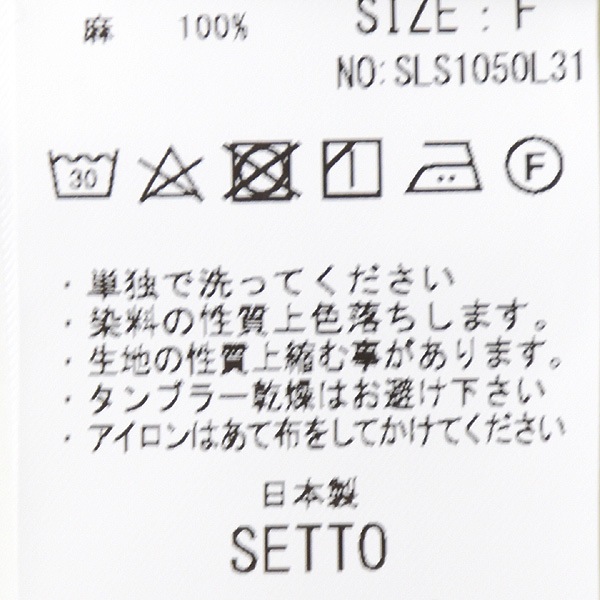 SIZE : F
麻 100%
NO:SLS1050L31
30 F
・単独で洗ってください
・染料の性質上色落ちします。
・生地の性質上縮む事があります。
・タンブラー乾燥はお避け下さい
・アイロンはあて布をしてかけてください
日本製
SETTO